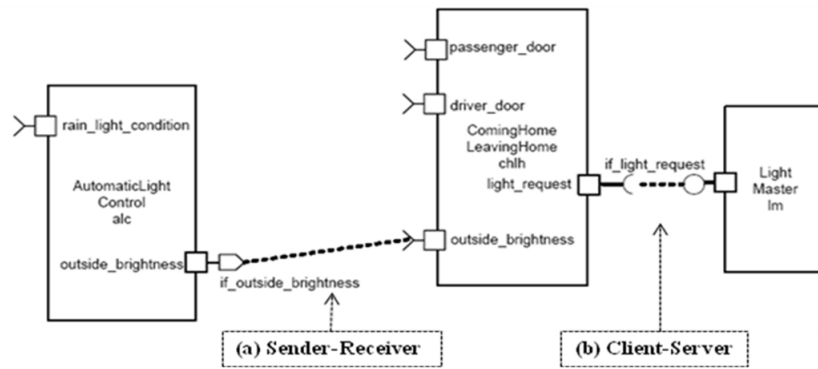 passenger_door
driver_door
rain_light_condition
ComingHome
LeavingHome
chlh
if_light_request
light_request
Light
Master
lm
AutomaticLight
Control
alc
outside_brightness
outside_brightness
if_outside_brightness
(a) Sender-Receiver
(b) Client-Server